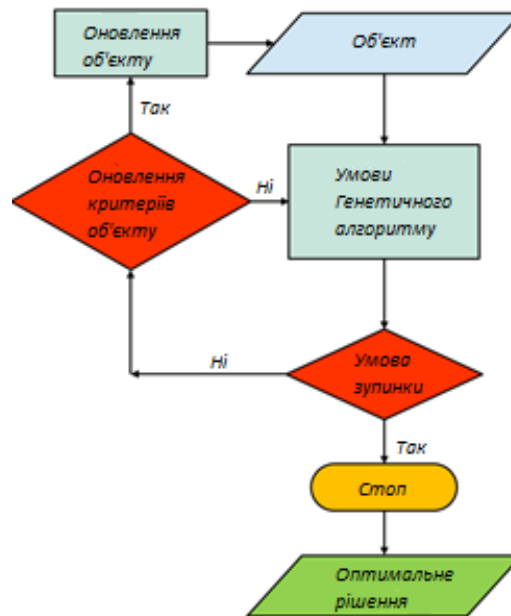 Оновлення
об'єкту
Об'єкт
Так
Оновлення
критеріїв
об'єкту
Ні
Умови
Генетичного
алгоритму
Ні
Умова
зупинки
Так
Стоп
Оптимальне
рішення